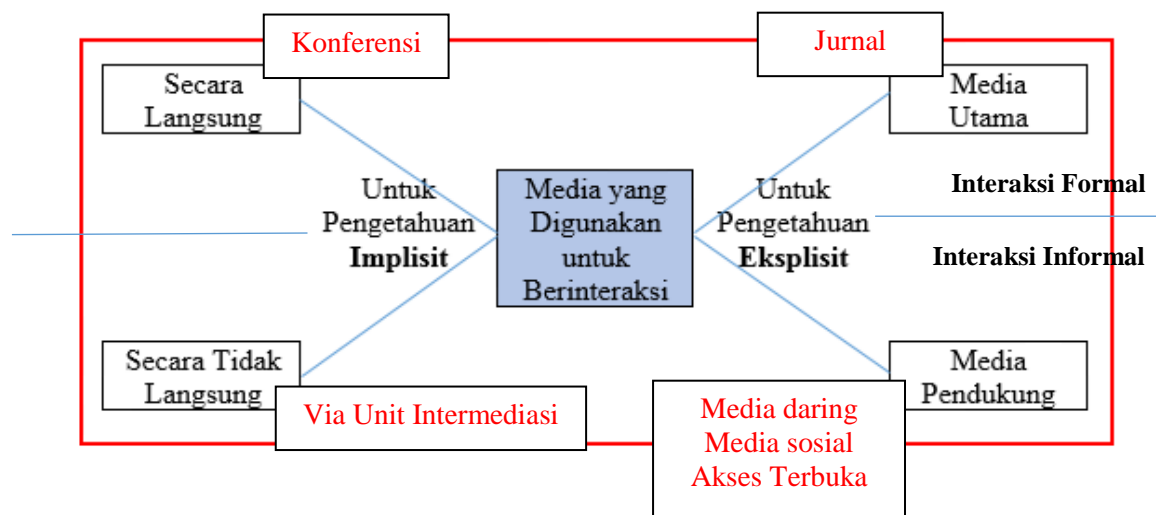 Konferensi
Jurnal
Secara
Langsung
Media
Utama
Untuk
Pengetahuan
Implisit
Media yang
Digunakan
untuk
Berinteraksi
Untuk
Pengetahuan
Eksplisit
Interaksi Formal
Interaksi Informal
Secara Tidak
Langsung
Media
Pendukung
Via Unit Intermediasi
Media daring
Media sosial
Akses Terbuka